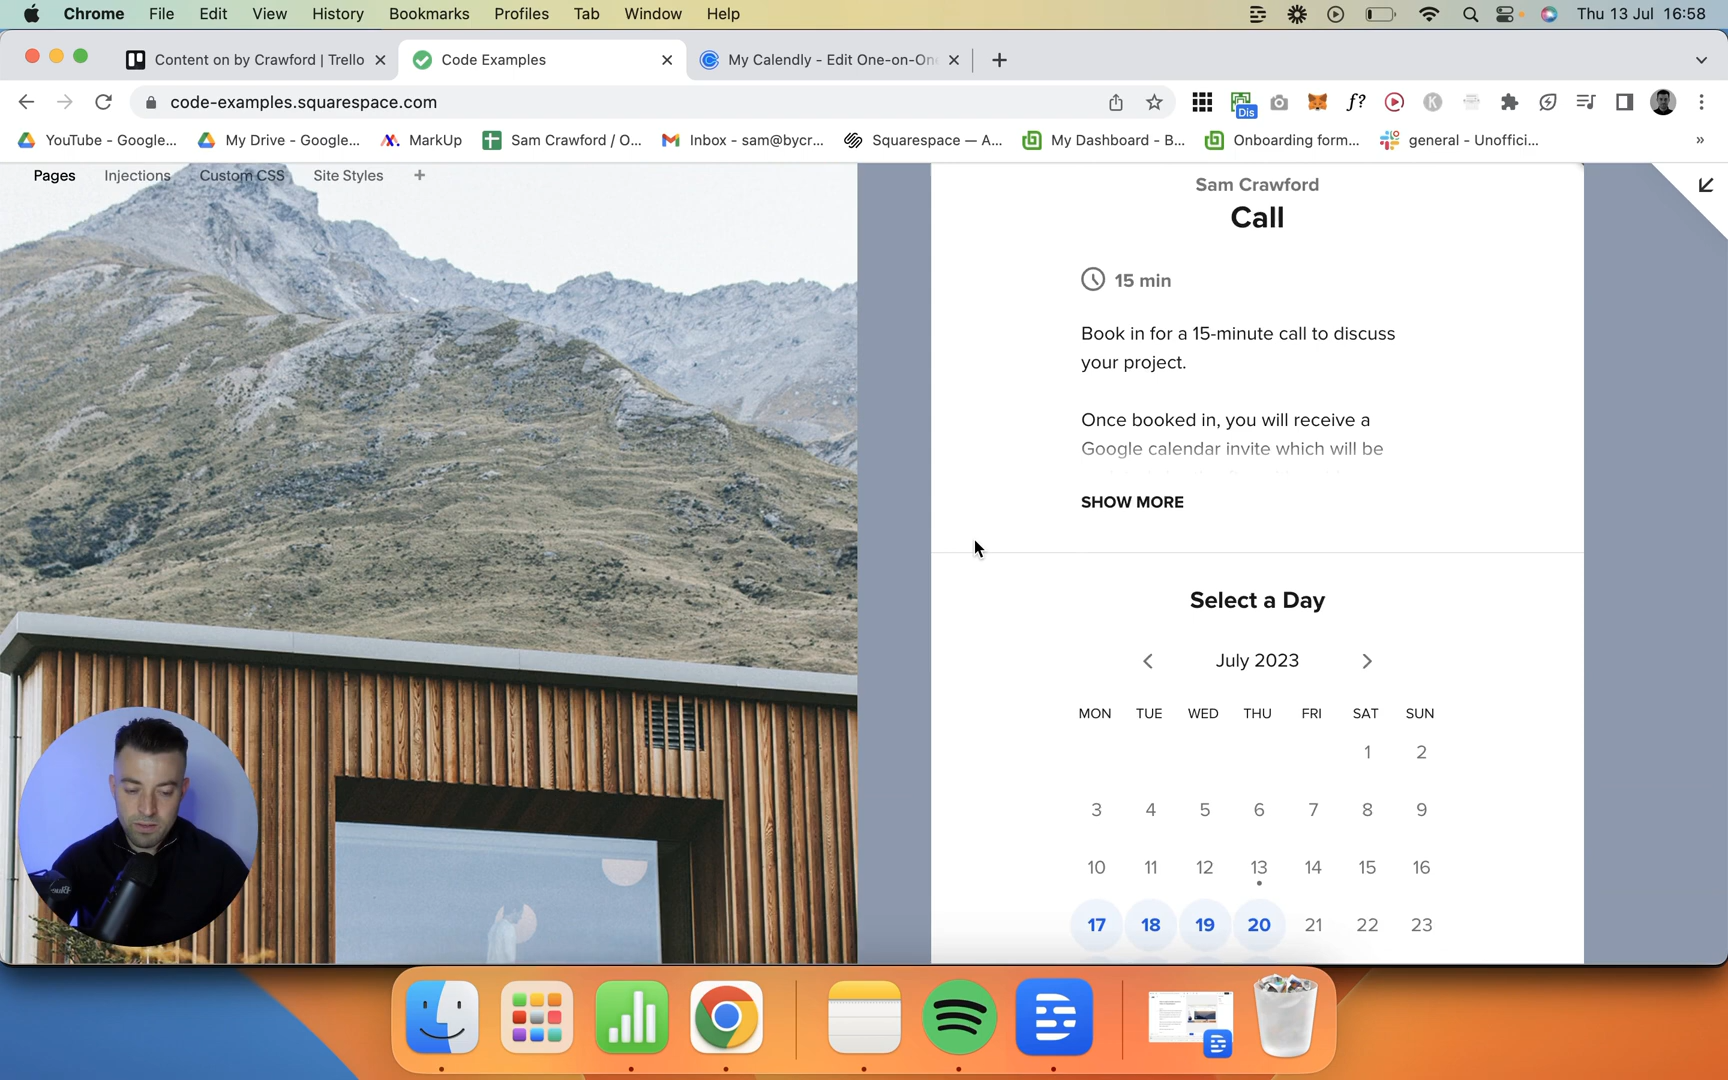 Chrome File Edit View History Bookmarks Profiles Tab Window Help Thu 13 Jul 16:58
Content on by Crawford | Trello
Code Examples
My Calendly - Edit One-on-On
code-examples.squarespace.com
f?
Dis
K
YouTube - Google...
My Drive - Google...
MarkUp
Sam Crawford / O...
Inbox - sam@bycr...
Squarespace — A...
My Dashboard - B...
Onboarding form...
general - Unoffici...
»
Pages Injections Custom CSS Site Styles +
Sam Crawford
Call
15 min
Book in for a 15-minute call to discuss
your project.
Once booked in, you will receive a
Google calendar invite which will be
SHOW MORE
Select a Day
July 2023
MON TUE WED THU FRI SAT SUN
1 2
3 4 5 6 7 8 9
10 11 12 13 14 15 16
17 18 19 20 21 22 23